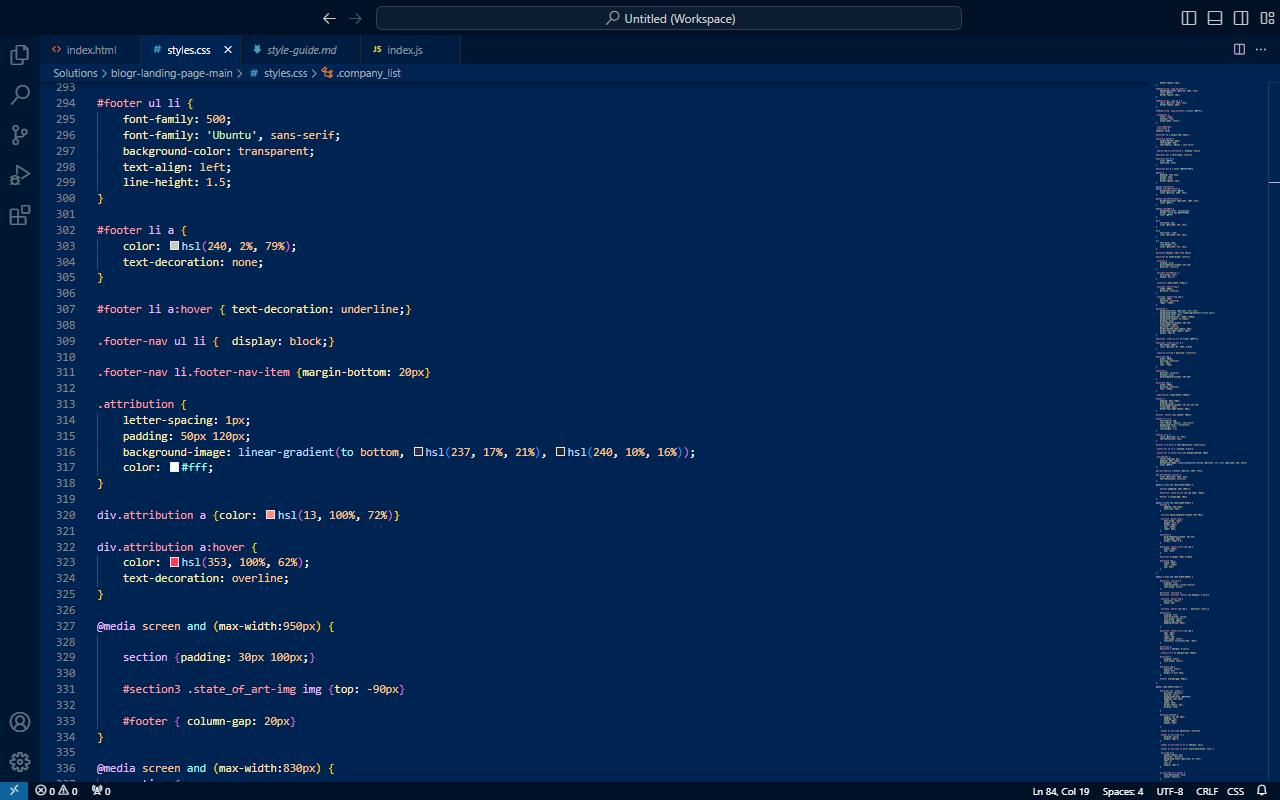 Untitled (Workspace)
index.html
styles.css
style-guide.md
JS index.js
Solutions > blogr-landing-page-main > # styles.css > .company_list
293
294 #footer ul li {
295 font-family: 500;
296 font-family: 'Ubuntu', sans-serif;
297 background-color: transparent;
298 text-align: left;
299 line-height: 1.5;
300 }
301
302 #footer li a {
303 color: hsl(240, 2%, 79%);
304 text-decoration: none;
305 }
306
307 #footer li a:hover { text-decoration: underline;}
308
309 .footer-nav ul li {  display: block;}
310
311 .footer-nav li.footer-nav-item {margin-bottom: 20px}
312
313 .attribution {
314 letter-spacing: 1px;
315 padding: 50px 120px;
316 background-image: linear-gradient(to bottom, hsl(237, 17%, 21%), hsl(240, 10%, 16%));
317 color: #fff;
318 }
319
320 div.attribution a {color: hsl(13, 100%, 72%)}
321
322 div.attribution a:hover {
323 color: hsl(353, 100%, 62%);
324 text-decoration: overline;
325 }
326
327 @media screen and (max-width:950px) {
328
329 section {padding: 30px 100px;}
330
331 #section3 .state_of_art-img img {top: -90px}
332
333 #footer { column-gap: 20px}
334 }
335
336 @media screen and (max-width:830px) {
0 0 0 Ln 84, Col 19 Spaces: 4 UTF-8 CRLF CSS